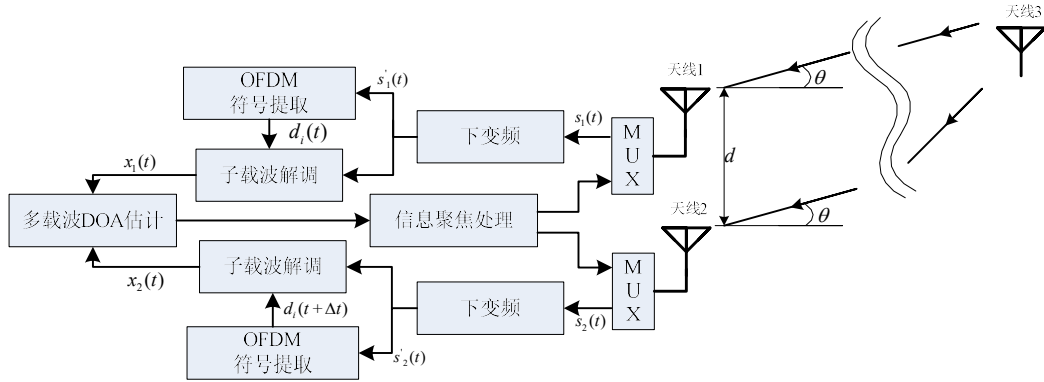 天线3
天线1
θ
OFDM
符号提取
s'₁(t)
dᵢ(t)
下变频
s₁(t)
MUX
x₁(t)
子载波解调
d
多载波DOA估计
信息聚焦处理
天线2
θ
x₂(t)
子载波解调
MUX
dᵢ(t+Δt)
下变频
s₂(t)
OFDM
符号提取
s'₂(t)